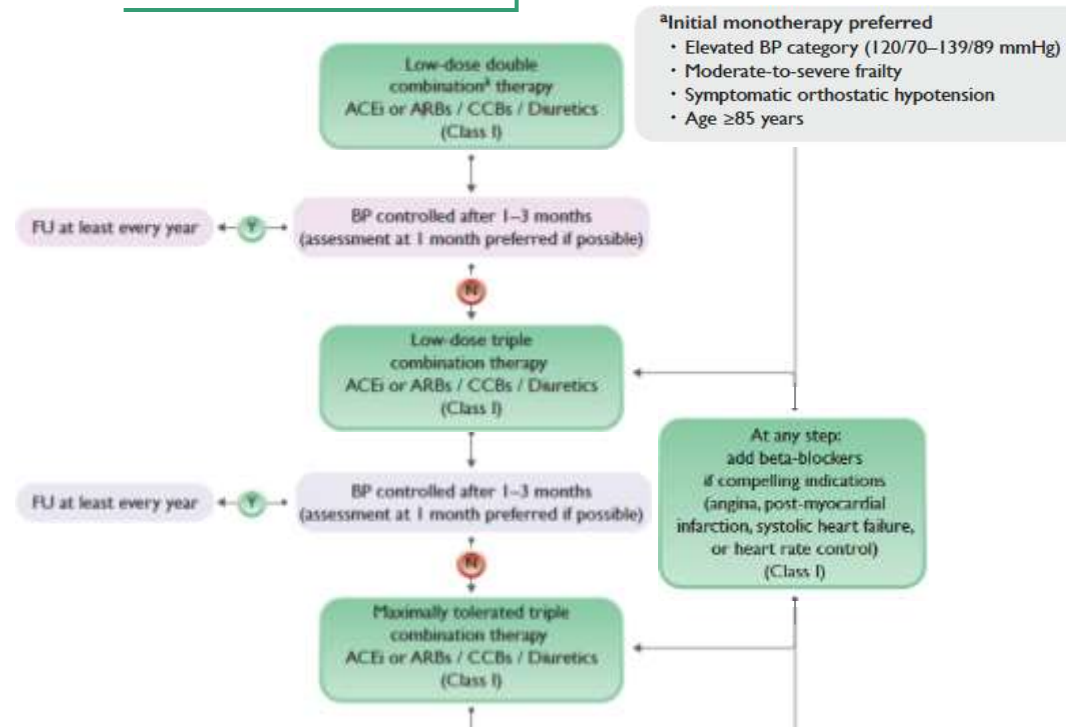 ᵃInitial monotherapy preferred
• Elevated BP category (120/70–139/89 mmHg)
• Moderate-to-severe frailty
• Symptomatic orthostatic hypotension
• Age ≥85 years
Low-dose double
combinationᵃ therapy
ACEi or ARBs / CCBs / Diuretics
(Class I)
FU at least every year
Y
BP controlled after 1–3 months
(assessment at 1 month preferred if possible)
N
Low-dose triple
combination therapy
ACEi or ARBs / CCBs / Diuretics
(Class I)
At any step:
add beta-blockers
if compelling indications
(angina, post-myocardial
infarction, systolic heart failure,
or heart rate control)
(Class I)
FU at least every year
Y
BP controlled after 1–3 months
(assessment at 1 month preferred if possible)
N
Maximally tolerated triple
combination therapy
ACEi or ARBs / CCBs / Diuretics
(Class I)